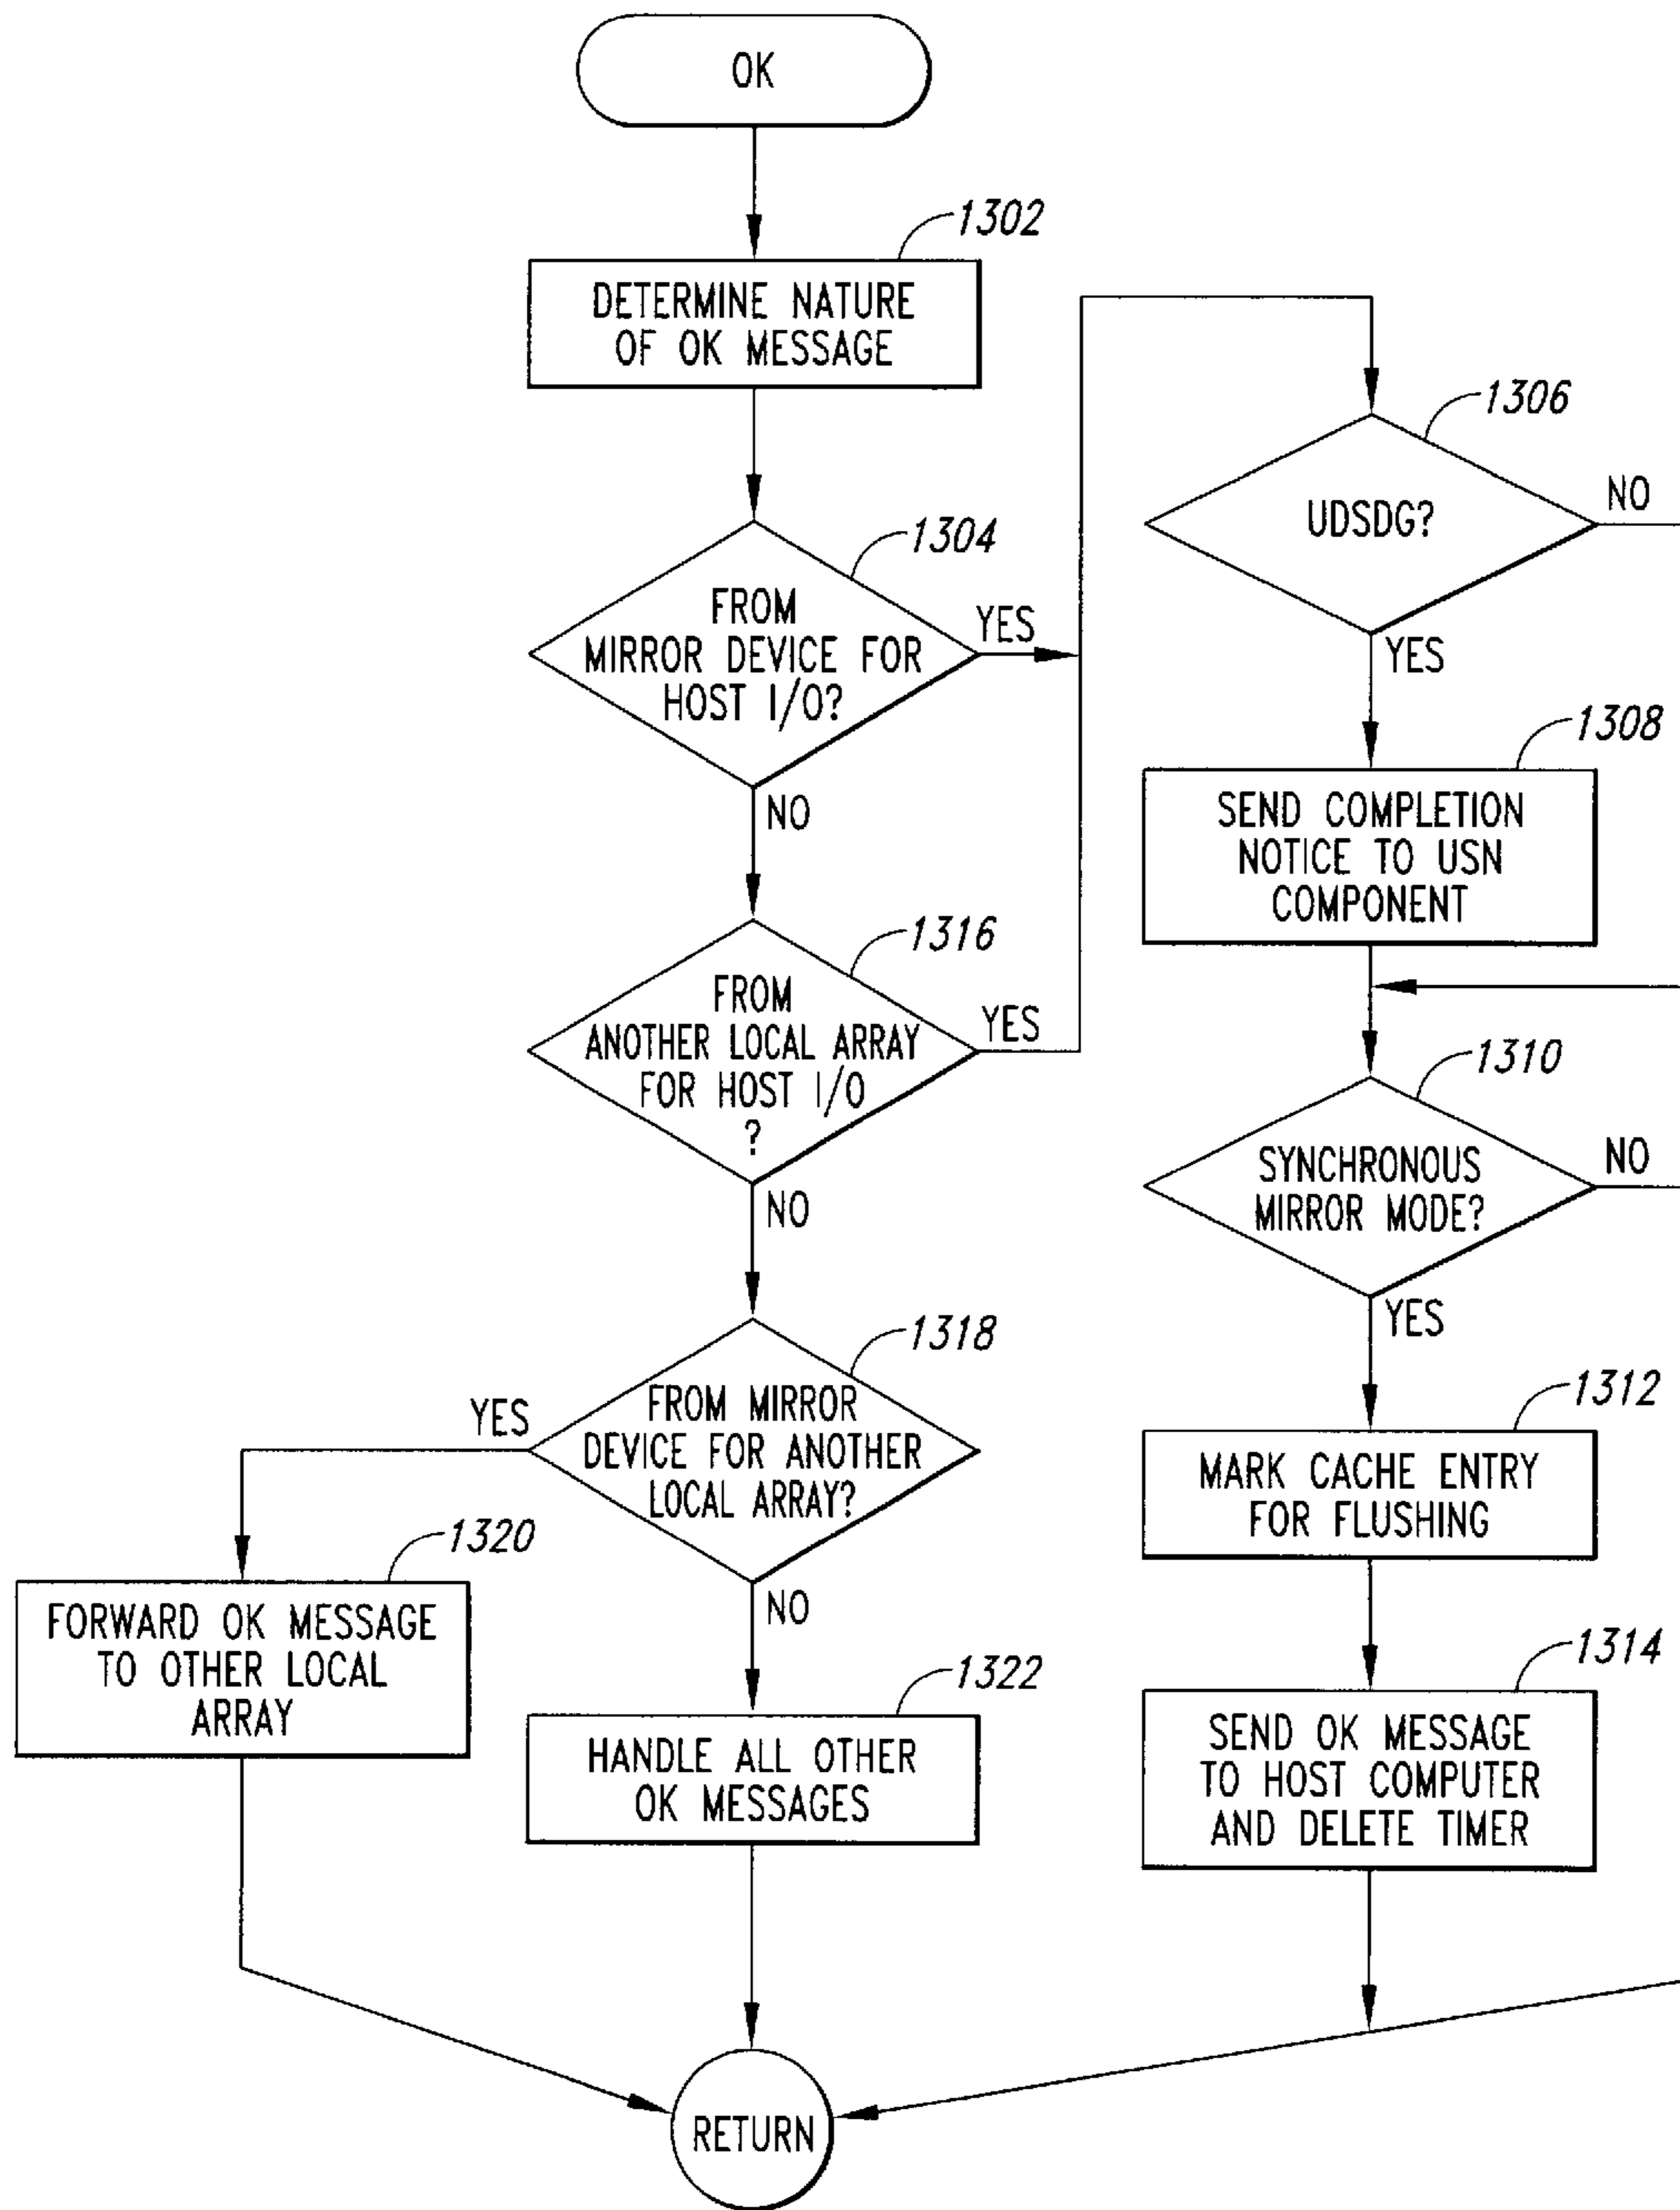 OK
1302
DETERMINE NATURE
OF OK MESSAGE
1304
FROM
MIRROR DEVICE FOR
HOST I/O?
YES
NO
1316
FROM
ANOTHER LOCAL ARRAY
FOR HOST I/O
?
YES
NO
1318
FROM MIRROR
DEVICE FOR ANOTHER
LOCAL ARRAY?
YES
NO
1320
FORWARD OK MESSAGE
TO OTHER LOCAL
ARRAY
1322
HANDLE ALL OTHER
OK MESSAGES
1306
UDSDG?
NO
YES
1308
SEND COMPLETION
NOTICE TO USN
COMPONENT
1310
SYNCHRONOUS
MIRROR MODE?
NO
YES
1312
MARK CACHE ENTRY
FOR FLUSHING
1314
SEND OK MESSAGE
TO HOST COMPUTER
AND DELETE TIMER
RETURN